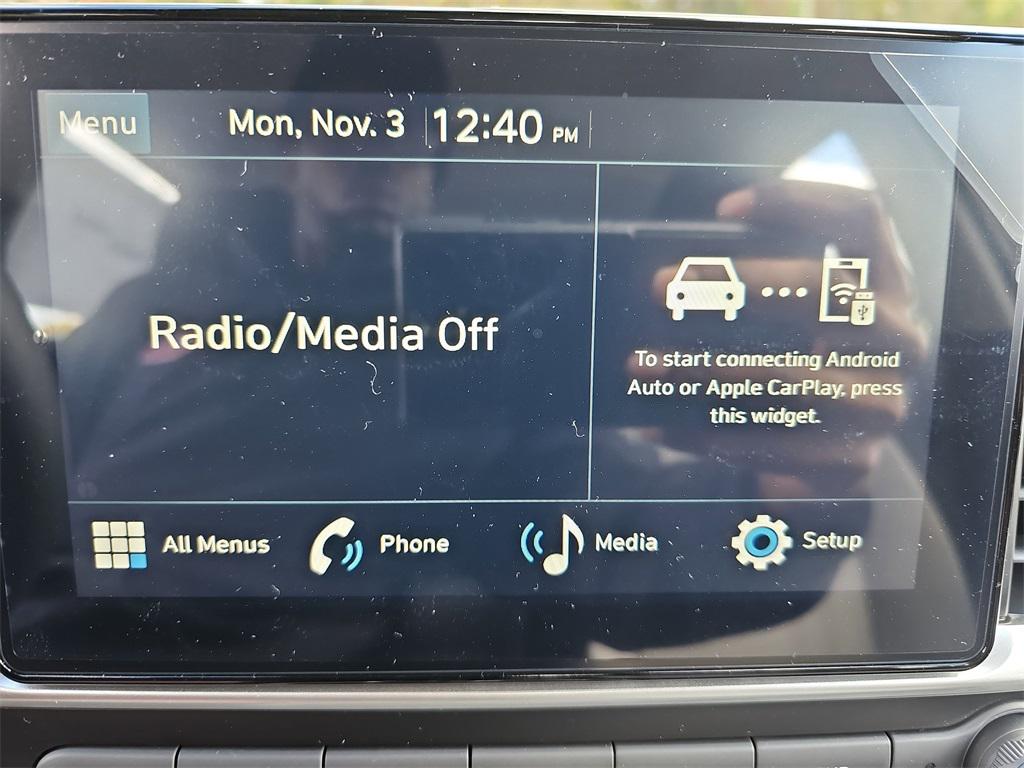 Menu
Mon, Nov. 3
12:40 PM
Radio/Media Off
To start connecting Android
Auto or Apple CarPlay, press
this widget.
All Menus
Phone
Media
Setup